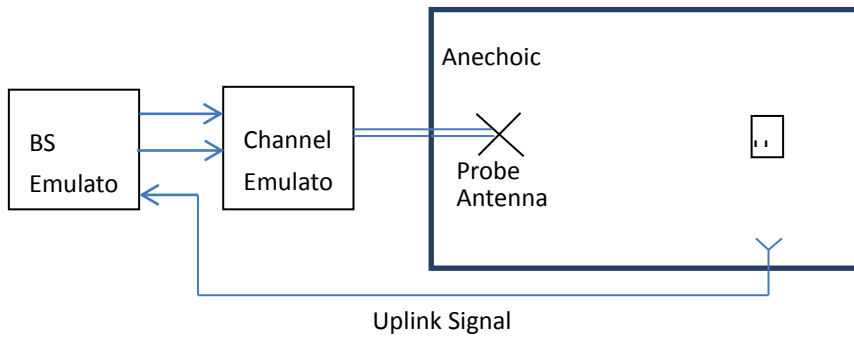 Anechoic
BS
Emulato
Channel
Emulato
Probe
Antenna
Uplink Signal